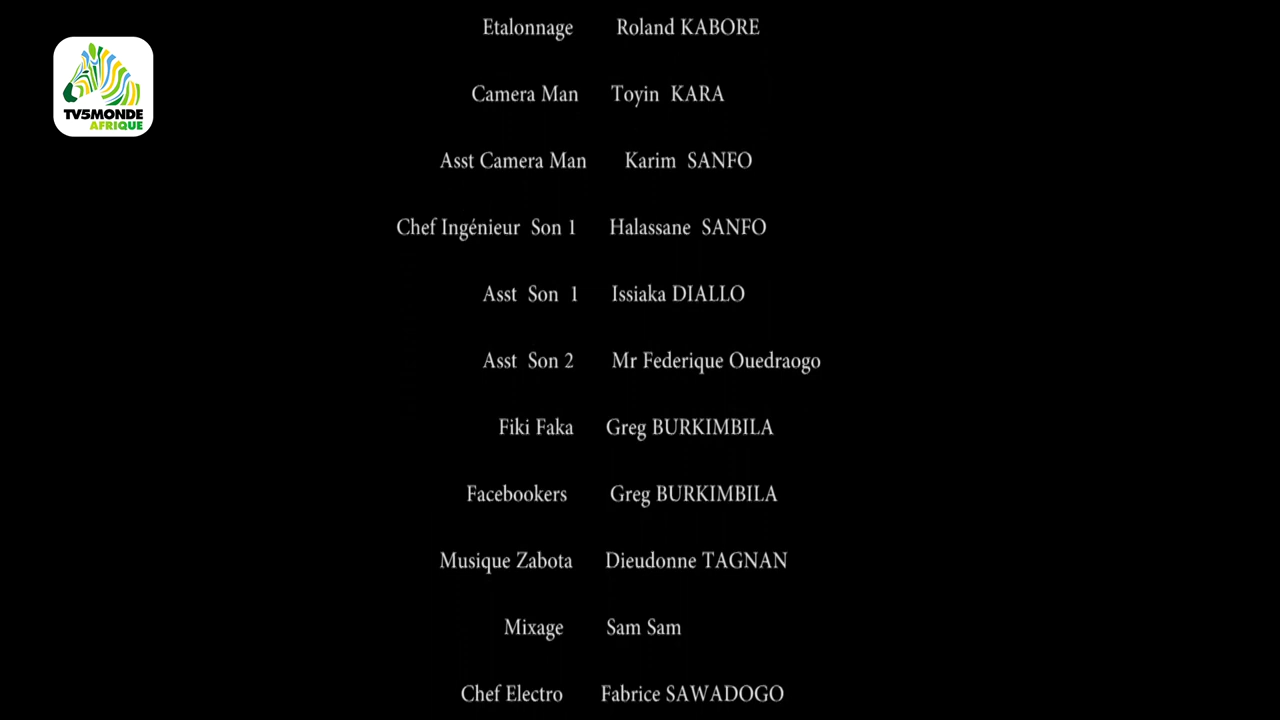 TV5MONDE
AFRIQUE
Etalonnage Roland KABORE
Camera Man Toyin KARA
Asst Camera Man Karim SANFO
Chef Ingénieur Son 1 Halassane SANFO
Asst Son 1 Issiaka DIALLO
Asst Son 2 Mr Federique Ouedraogo
Fiki Faka Greg BURKIMBILA
Facebookers Greg BURKIMBILA
Musique Zabota Dieudonne TAGNAN
Mixage Sam Sam
Chef Electro Fabrice SAWADOGO